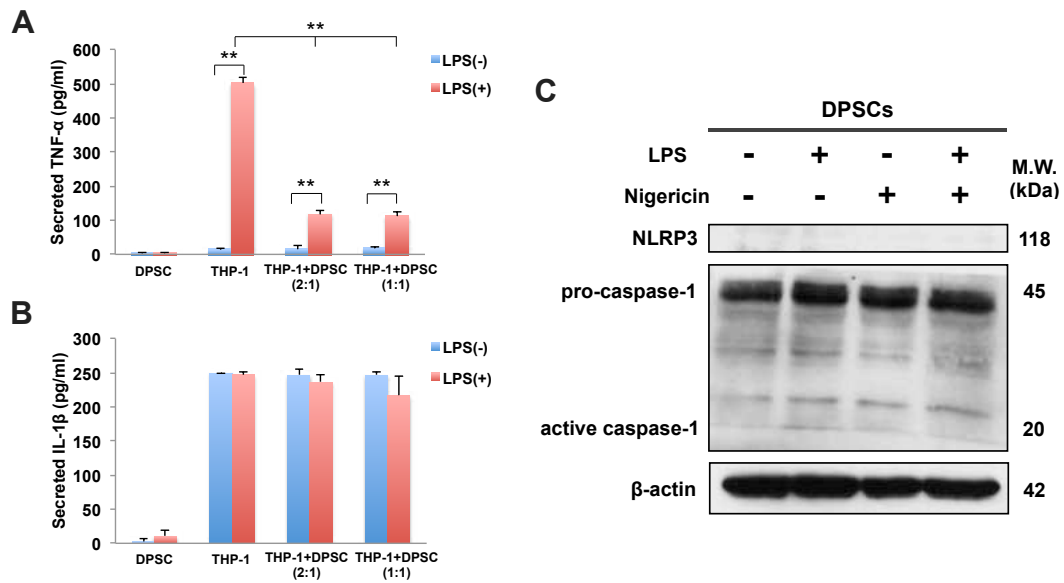 A
Secreted TNF-α (pg/ml)
600
500
400
300
200
100
0
**
**
**
**
LPS(-)
LPS(+)
DPSC
THP-1
THP-1+DPSC
(2:1)
THP-1+DPSC
(1:1)
B
Secreted IL-1β (pg/ml)
300
250
200
150
100
50
0
LPS(-)
LPS(+)
DPSC
THP-1
THP-1+DPSC
(2:1)
THP-1+DPSC
(1:1)
C
DPSCs
LPS - + - +
Nigericin - - + +
M.W.
(kDa)
NLRP3 118
pro-caspase-1 45
active caspase-1 20
β-actin 42